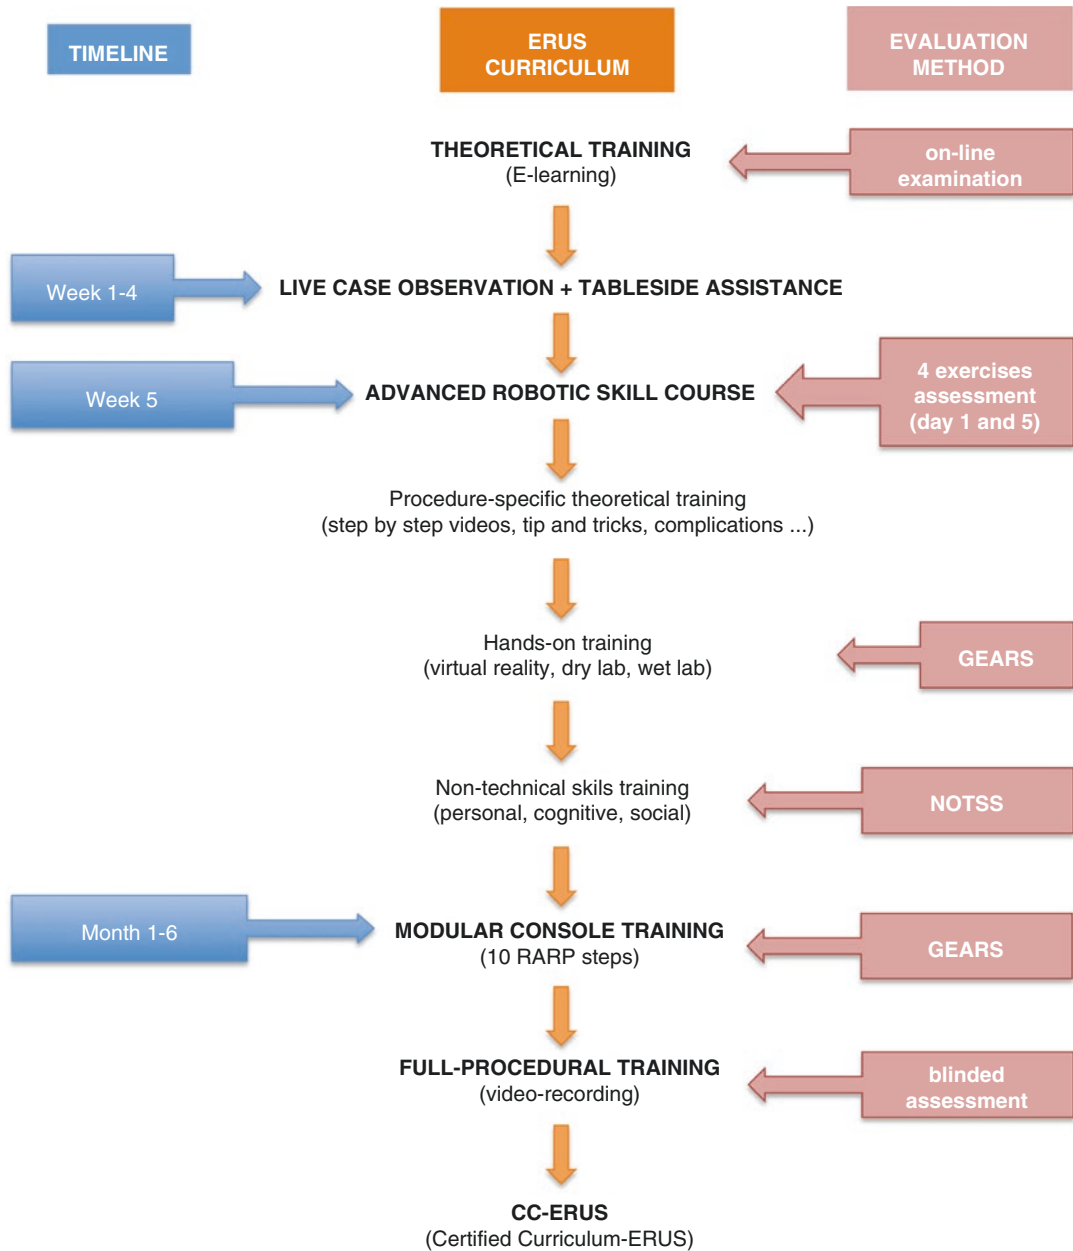 TIMELINE
ERUS
CURRICULUM
EVALUATION
METHOD
THEORETICAL TRAINING
(E-learning)
on-line
examination
Week 1-4
LIVE CASE OBSERVATION + TABLESIDE ASSISTANCE
Week 5
ADVANCED ROBOTIC SKILL COURSE
4 exercises
assessment
(day 1 and 5)
Procedure-specific theoretical training
(step by step videos, tip and tricks, complications ...)
Hands-on training
(virtual reality, dry lab, wet lab)
GEARS
Non-technical skils training
(personal, cognitive, social)
NOTSS
Month 1-6
MODULAR CONSOLE TRAINING
(10 RARP steps)
GEARS
FULL-PROCEDURAL TRAINING
(video-recording)
blinded
assessment
CC-ERUS
(Certified Curriculum-ERUS)